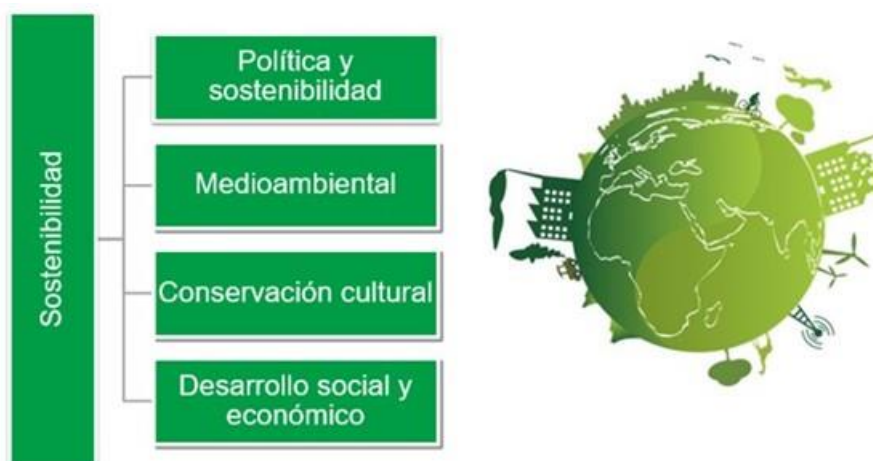 Sostenibilidad
Política y
sostenibilidad
Medioambiental
Conservación cultural
Desarrollo social y
económico